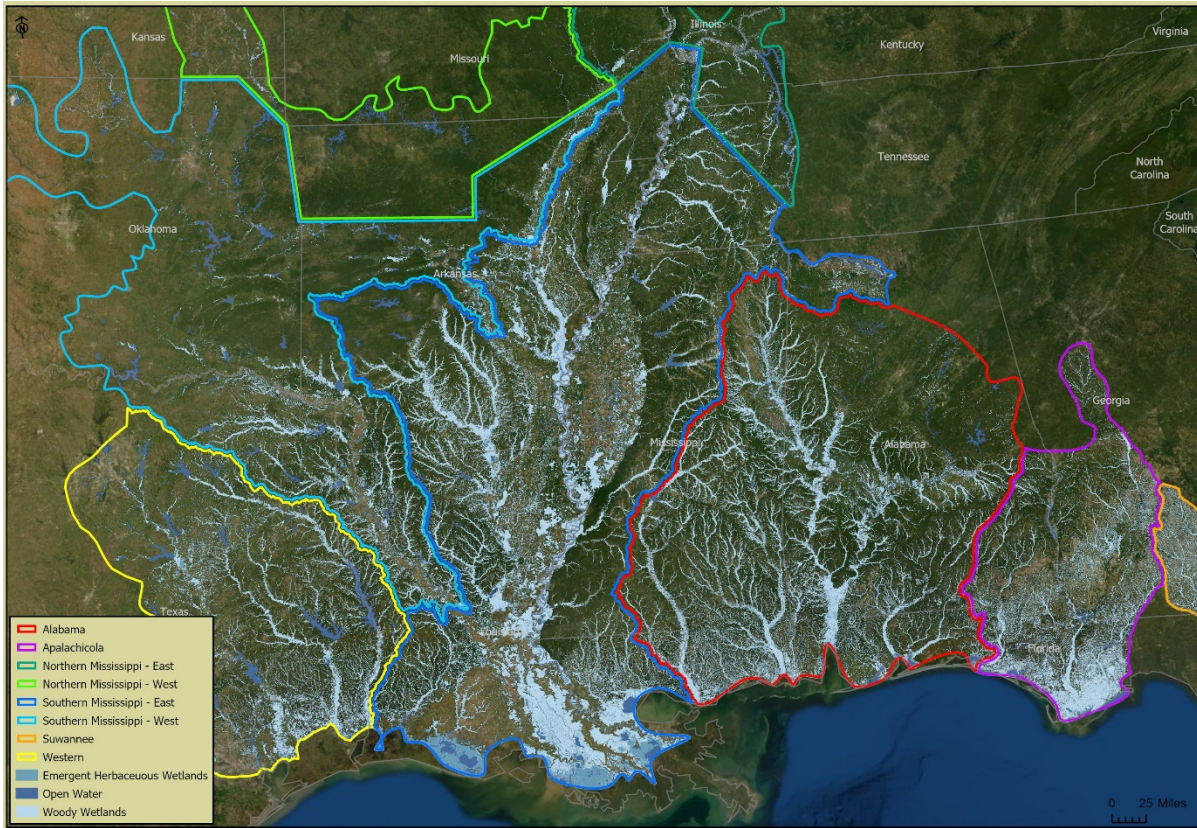 N
Kansas
Missouri
Illinois
Kentucky
Virginia
Tennessee
North
Carolina
South
Carolina
Oklahoma
Arkansas
Mississippi
Alabama
Georgia
Texas
Florida
Alabama
Apalachicola
Northern Mississippi - East
Northern Mississippi - West
Southern Mississippi - East
Southern Mississippi - West
Suwannee
Western
Emergent Herbaceuous Wetlands
Open Water
Woody Wetlands
0 25 Miles